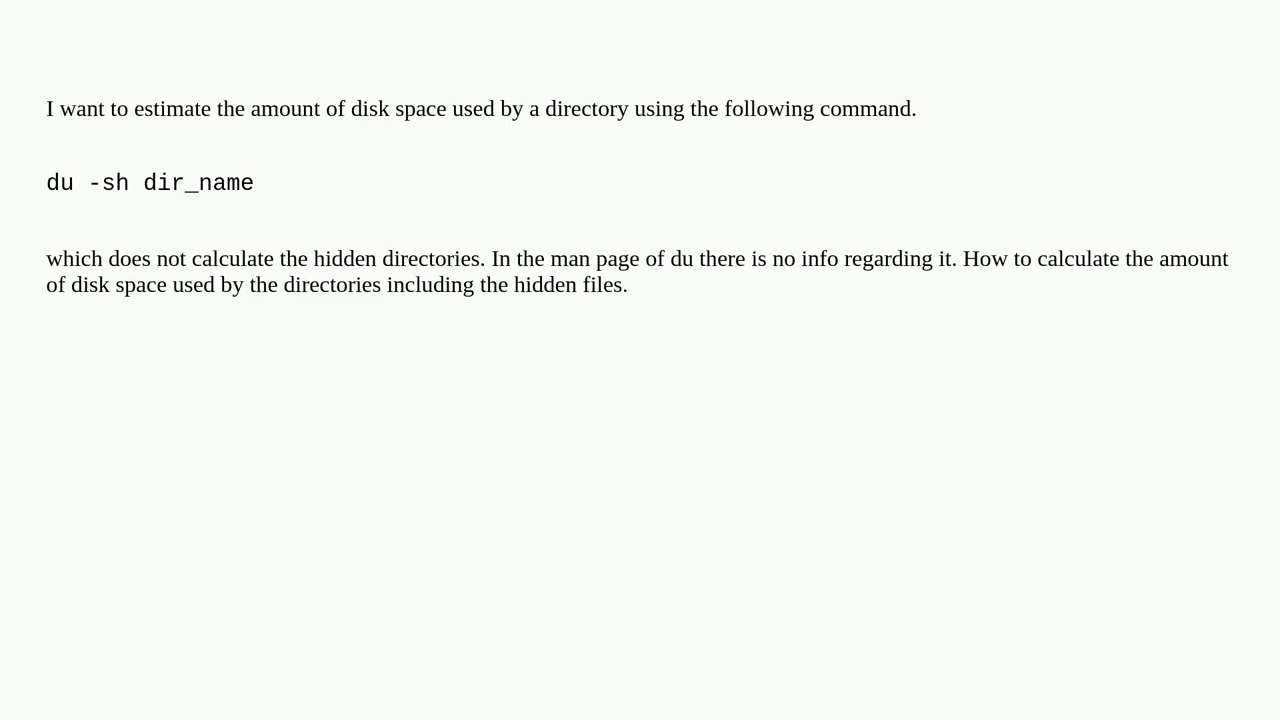 I want to estimate the amount of disk space used by a directory using the following command.
du -sh dir_name
which does not calculate the hidden directories. In the man page of du there is no info regarding it. How to calculate the amount
of disk space used by the directories including the hidden files.